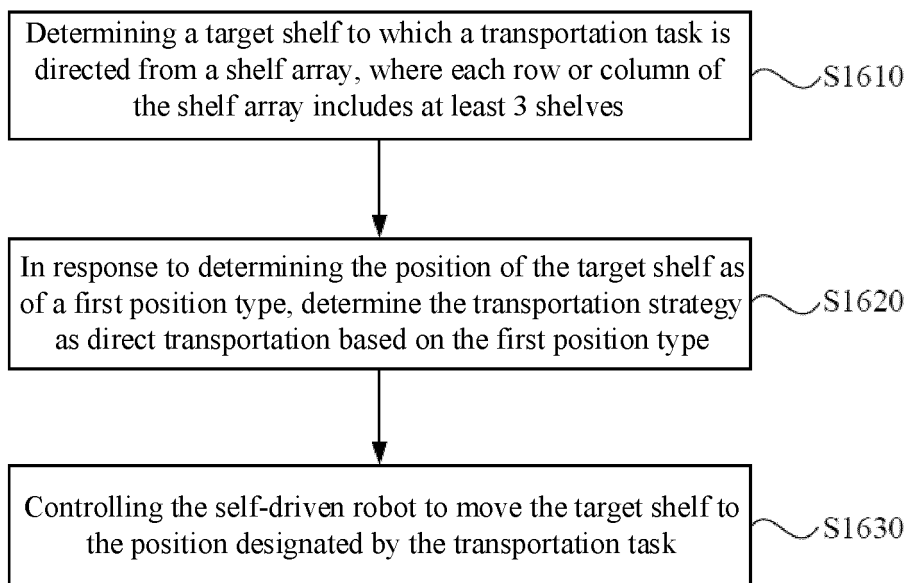 Determining a target shelf to which a transportation task is
directed from a shelf array, where each row or column of
the shelf array includes at least 3 shelves
S1610
In response to determining the position of the target shelf as
of a first position type, determine the transportation strategy
as direct transportation based on the first position type
S1620
Controlling the self-driven robot to move the target shelf to
the position designated by the transportation task
S1630